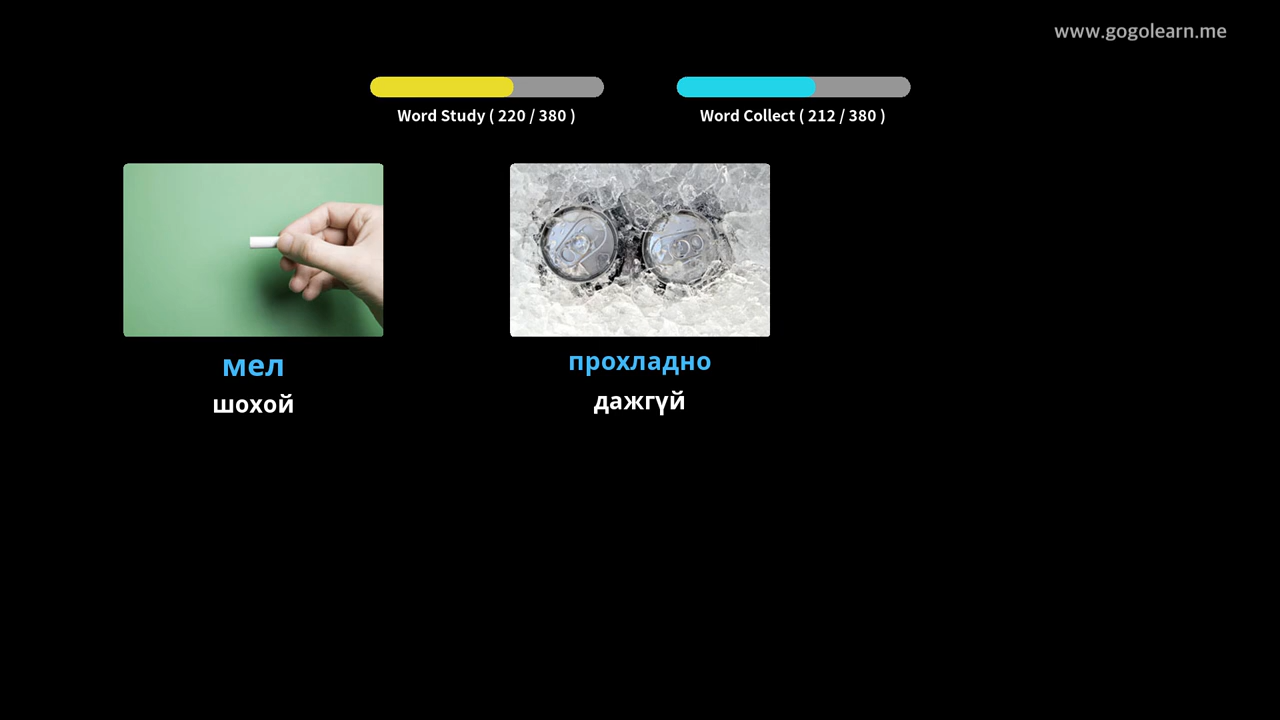 www.gogolearn.me
Word Study ( 220 / 380 )
Word Collect ( 212 / 380 )
мел
шохой
прохладно
дажгүй